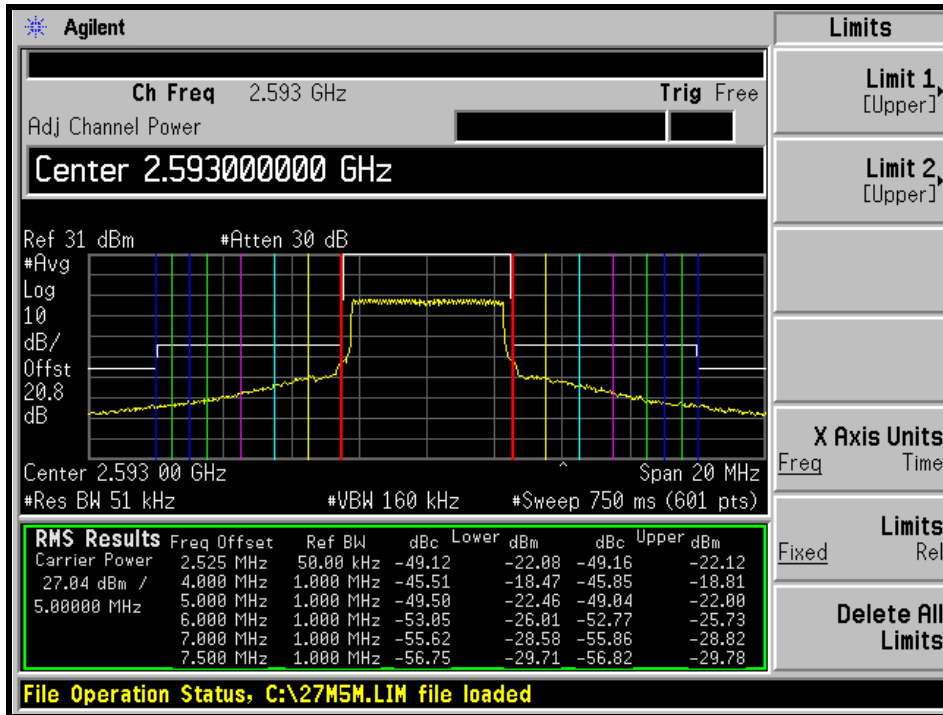 Agilent
Limits
Ch Freq 2.593 GHz Trig Free
Adj Channel Power
Center 2.593000000 GHz
Ref 31 dBm #Atten 30 dB
#Avg
Log
10
dB/
Offst
20.8
dB
Center 2.593 00 GHz Span 20 MHz
#Res BW 51 kHz #VBW 160 kHz #Sweep 750 ms (601 pts)
RMS Results Freq Offset Ref BW dBc Lower dBm dBc Upper dBm
Carrier Power 2.525 MHz 50.00 kHz -49.12 -22.08 -49.16 -22.12
27.04 dBm / 4.000 MHz 1.000 MHz -45.51 -18.47 -45.85 -18.81
5.00000 MHz 5.000 MHz 1.000 MHz -49.50 -22.46 -49.04 -22.00
6.000 MHz 1.000 MHz -53.05 -26.01 -52.77 -25.73
7.000 MHz 1.000 MHz -55.62 -28.58 -55.86 -28.82
7.500 MHz 1.000 MHz -56.75 -29.71 -56.82 -29.78
File Operation Status, C:\27M5M.LIM file loaded
Limit 1
[Upper]
Limit 2
[Upper]
X Axis Units
Freq Time
Limits
Fixed Rel
Delete All
Limits